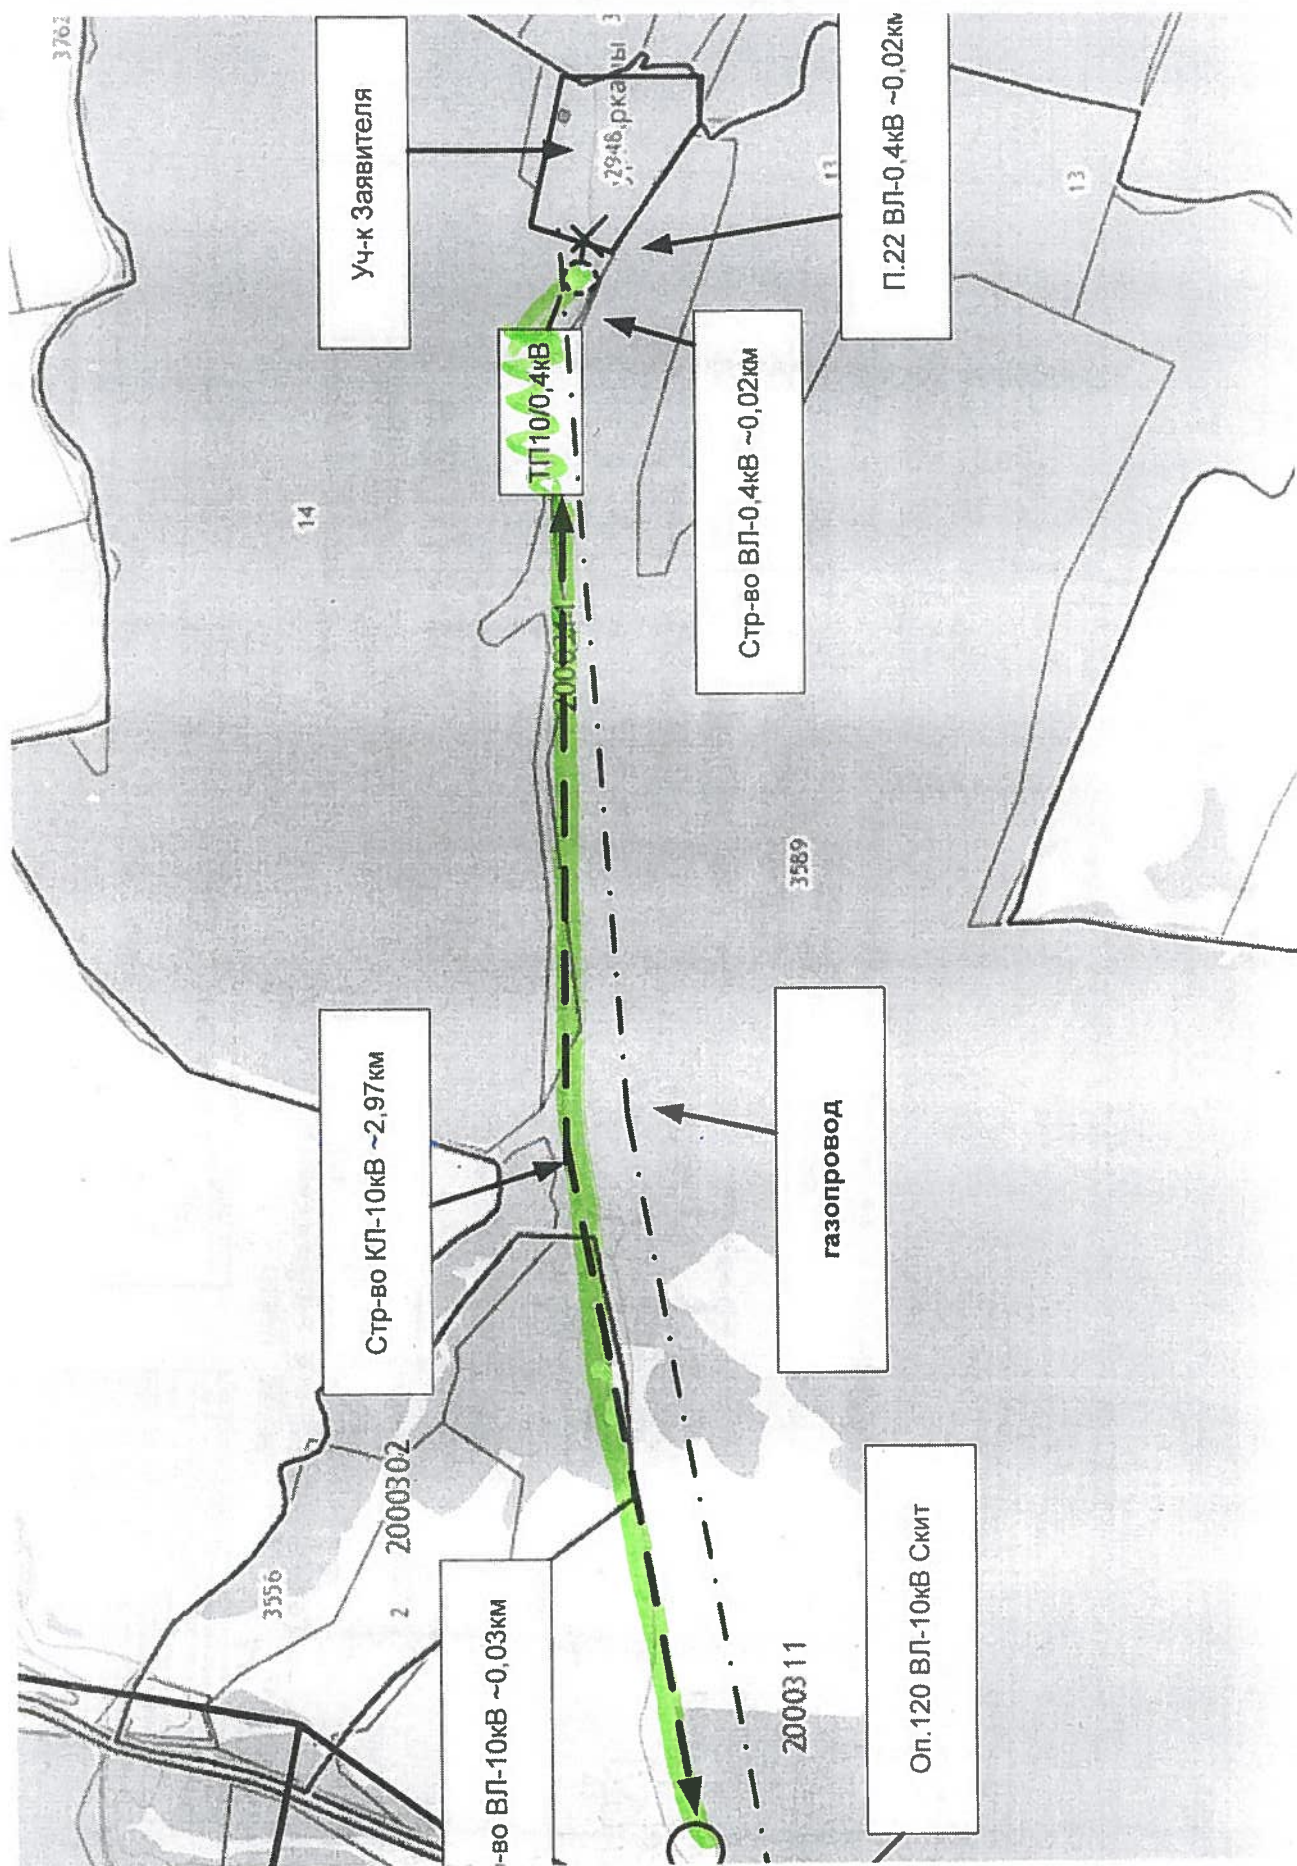 3762
Уч-к Заявителя
П.22 ВЛ-0,4кВ ~0,02км
2948
13
13
ТП10/0,4кВ
Стр-во ВЛ-0,4кВ ~0,02км
14
3589
Стр-во КЛ-10кВ ~2,97км
газопровод
2000302
3556
2
р-во ВЛ-10кВ ~0,03км
2000311
Оп.120 ВЛ-10кВ Скит